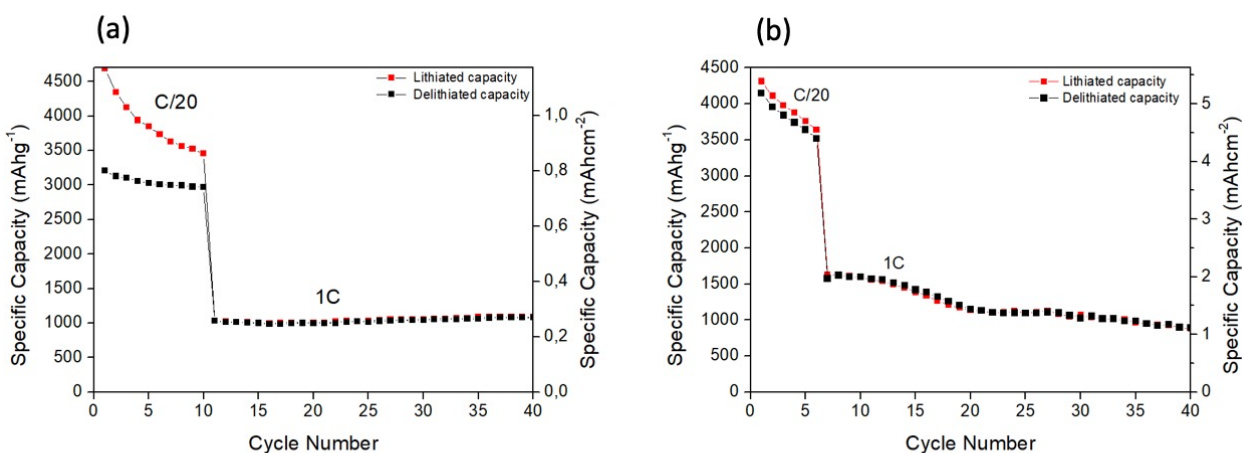 (a)
4500
4000
3500
3000
2500
2000
1500
1000
500
0
Specific Capacity (mAhg-1)
C/20
1C
Lithiated capacity
Delithiated capacity
1,0
0,8
0,6
0,4
0,2
0,0
Specific Capacity (mAhcm-2)
0 5 10 15 20 25 30 35 40
Cycle Number
(b)
4500
4000
3500
3000
2500
2000
1500
1000
500
0
Specific Capacity (mAhg-1)
C/20
1C
Lithiated capacity
Delithiated capacity
5
4
3
2
1
0
Specific Capacity (mAhcm-2)
0 5 10 15 20 25 30 35 40
Cycle Number